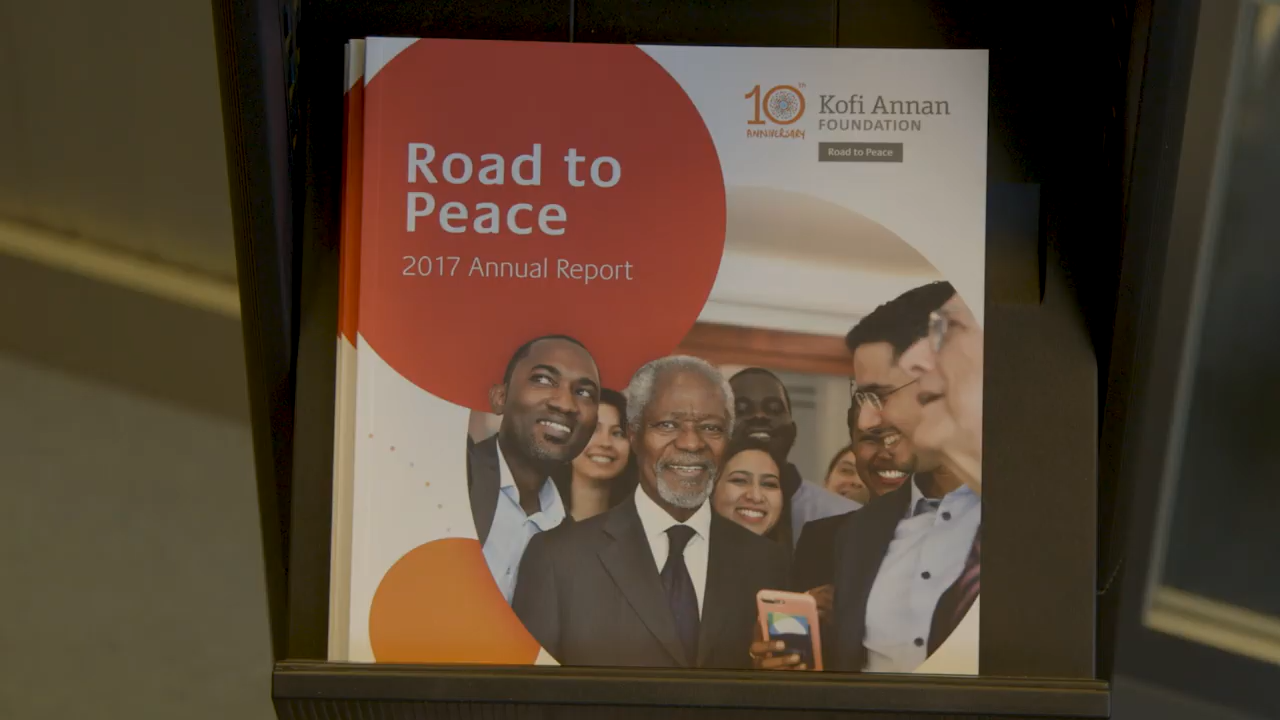 Road to
Peace
2017 Annual Report
10TH
ANNIVERSARY
Kofi Annan
FOUNDATION
Road to Peace